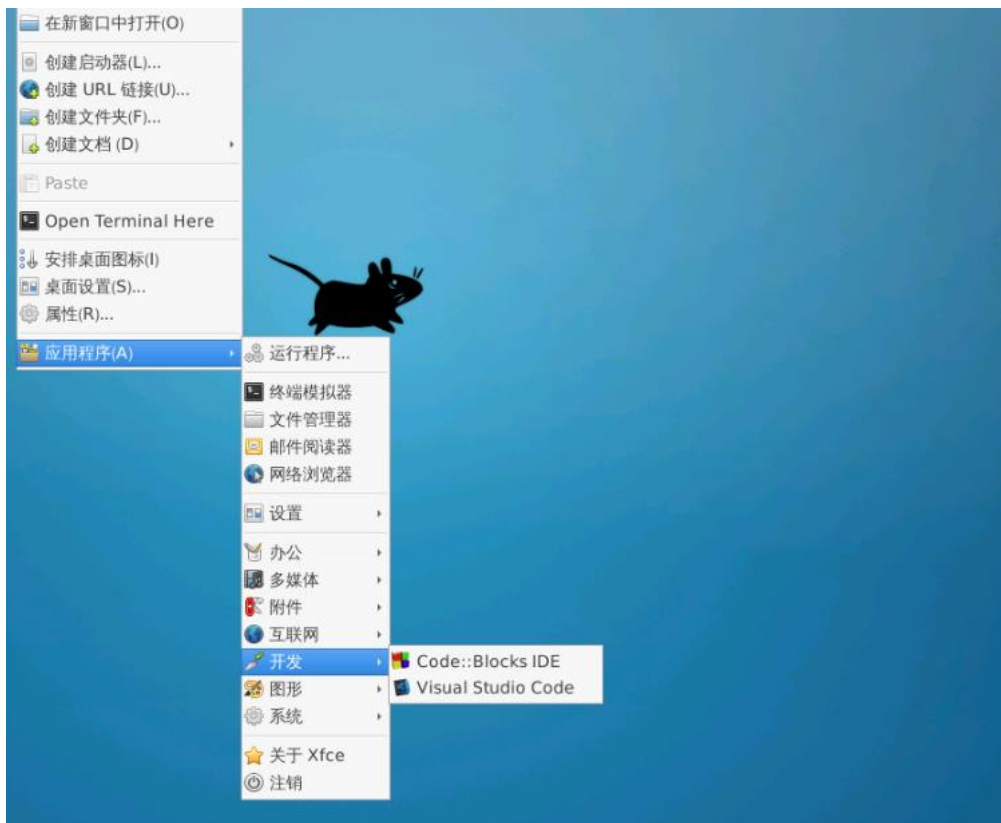 在新窗口中打开(O)
创建启动器(L)...
创建 URL 链接(U)...
创建文件夹(F)...
创建文档 (D)
Paste
Open Terminal Here
安排桌面图标(I)
桌面设置(S)...
属性(R)...
应用程序(A)
运行程序...
终端模拟器
文件管理器
邮件阅读器
网络浏览器
设置
办公
多媒体
附件
互联网
开发
图形
系统
关于 Xfce
注销
Code::Blocks IDE
Visual Studio Code